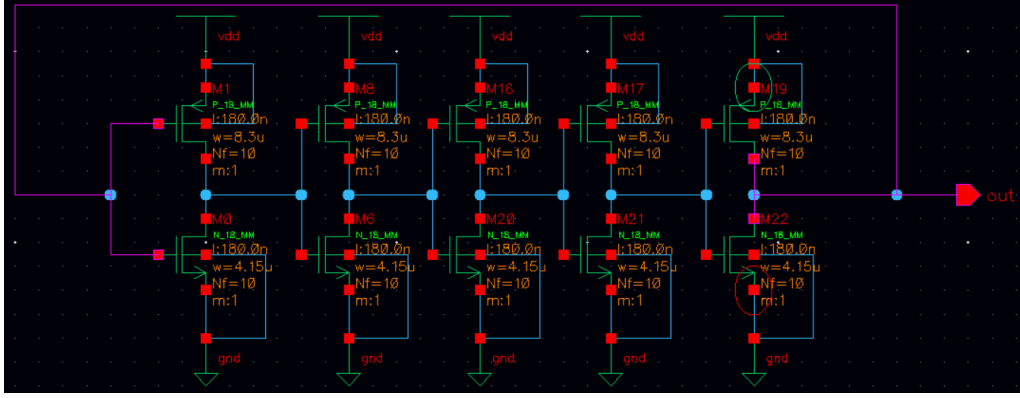 vdd
vdd
vdd
vdd
vdd
M1
P_18_MM
l:180.0n
w=8.3u
Nf=10
m:1
M8
P_18_MM
l:180.0n
w=8.3u
Nf=10
m:1
M16
P_18_MM
l:180.0n
w=8.3u
Nf=10
m:1
M17
P_18_MM
l:180.0n
w=8.3u
Nf=10
m:1
M19
P_18_MM
l:180.0n
w=8.3u
Nf=10
m:1
out
M0
N_18_MM
l:180.0n
w=4.15u
Nf=10
m:1
M6
N_18_MM
l:180.0n
w=4.15u
Nf=10
m:1
M20
N_18_MM
l:180.0n
w=4.15u
Nf=10
m:1
M21
N_18_MM
l:180.0n
w=4.15u
Nf=10
m:1
M22
N_18_MM
l:180.0n
w=4.15u
Nf=10
m:1
gnd
gnd
gnd
gnd
gnd